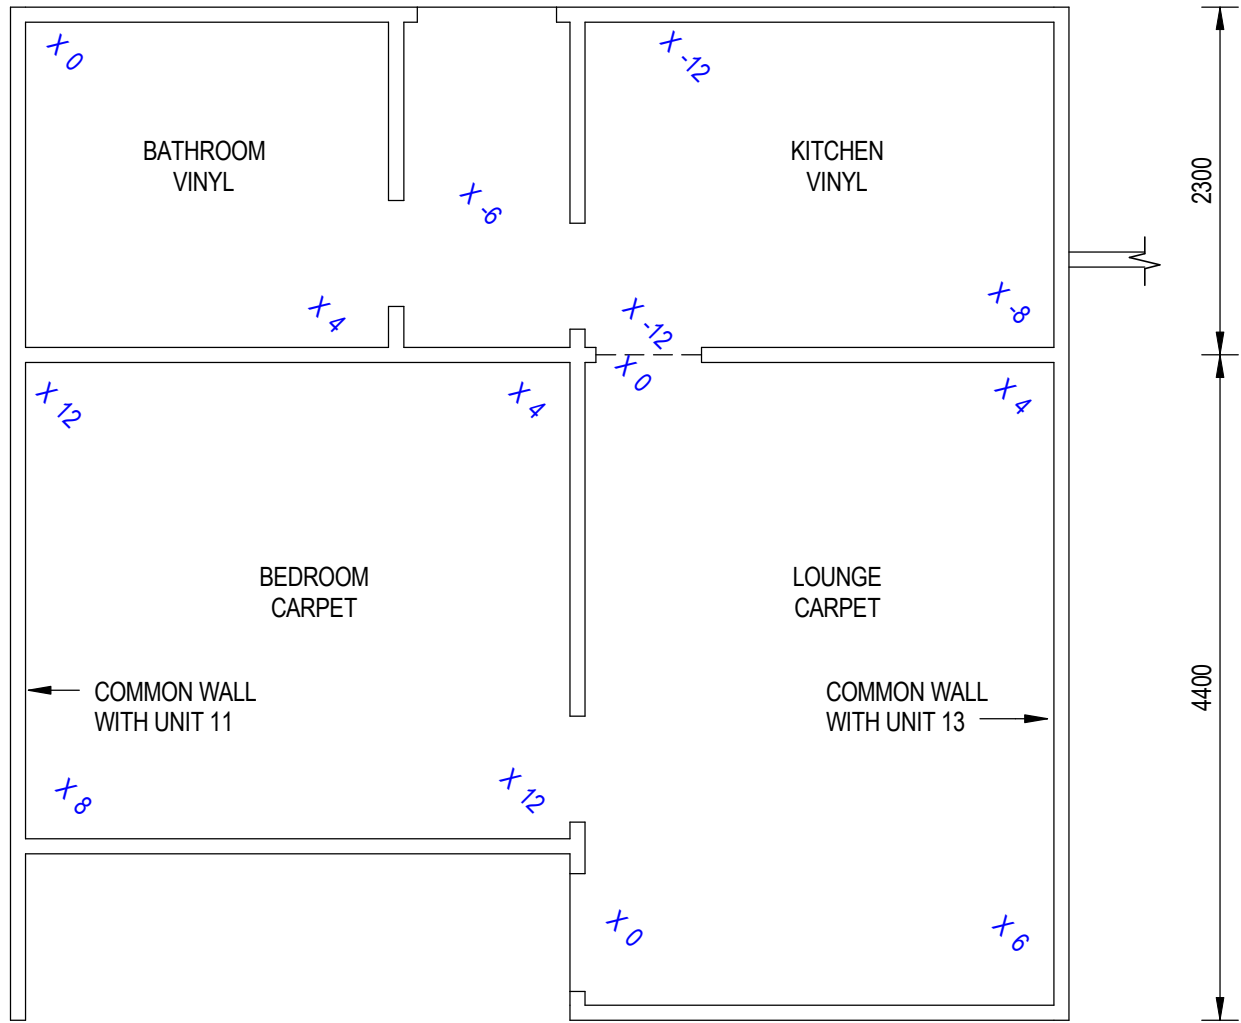 X 0
X -12
BATHROOM
VINYL
KITCHEN
VINYL
2300
X -6
X 4
X -12
X -8
X 0
X 12
X 4
X 4
BEDROOM
CARPET
LOUNGE
CARPET
4400
COMMON WALL
WITH UNIT 11
COMMON WALL
WITH UNIT 13
X 8
X 12
X 0
X 6